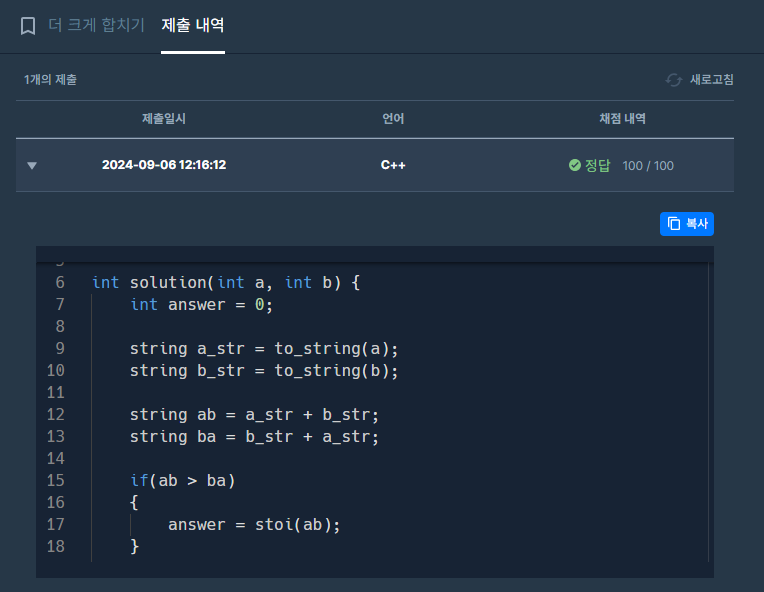 더 크게 합치기 제출 내역
1개의 제출 새로고침
제출일시 언어 채점 내역
2024-09-06 12:16:12 C++ 정답 100 / 100
복사
6 int solution(int a, int b) {
7     int answer = 0;
8
9     string a_str = to_string(a);
10     string b_str = to_string(b);
11
12     string ab = a_str + b_str;
13     string ba = b_str + a_str;
14
15     if(ab > ba)
16     {
17         answer = stoi(ab);
18     }